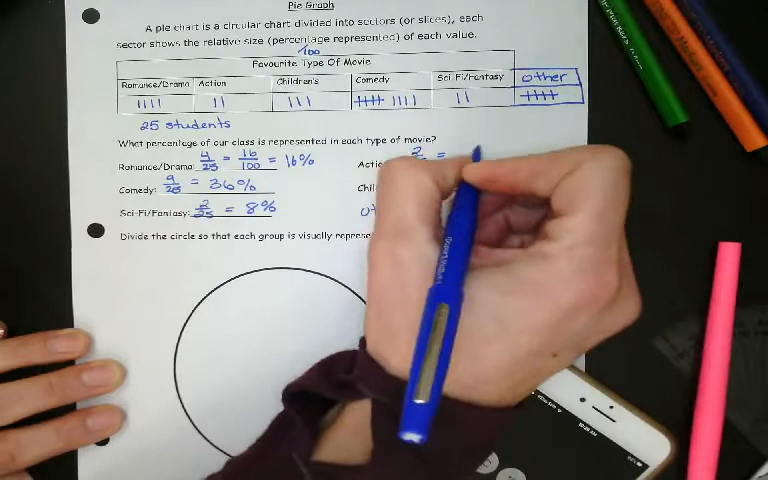 Pie Graph
A pie chart is a circular chart divided into sectors (or slices), each
sector shows the relative size (percentage represented) of each value.
/100
Favourite Type Of Movie
Romance/Drama Action Children's Comedy Sci-Fi/Fantasy other
25 students
What percentage of our class is represented in each type of movie?
Romance/Drama: 4/25 = 16/100 = 16%
Action 2 =
Comedy: 9/25 = 36%
Chil
Sci-Fi/Fantasy: 2/25 = 8%
ot
Divide the circle so that each group is visually represe